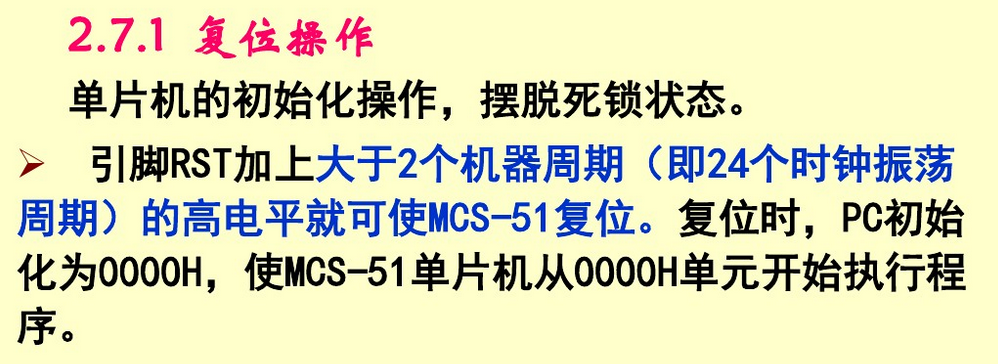 2.7.1 复位操作
单片机的初始化操作，摆脱死锁状态。
➢ 引脚RST加上大于2个机器周期（即24个时钟振荡
周期）的高电平就可使MCS-51复位。复位时，PC初始
化为0000H，使MCS-51单片机从0000H单元开始执行程
序。